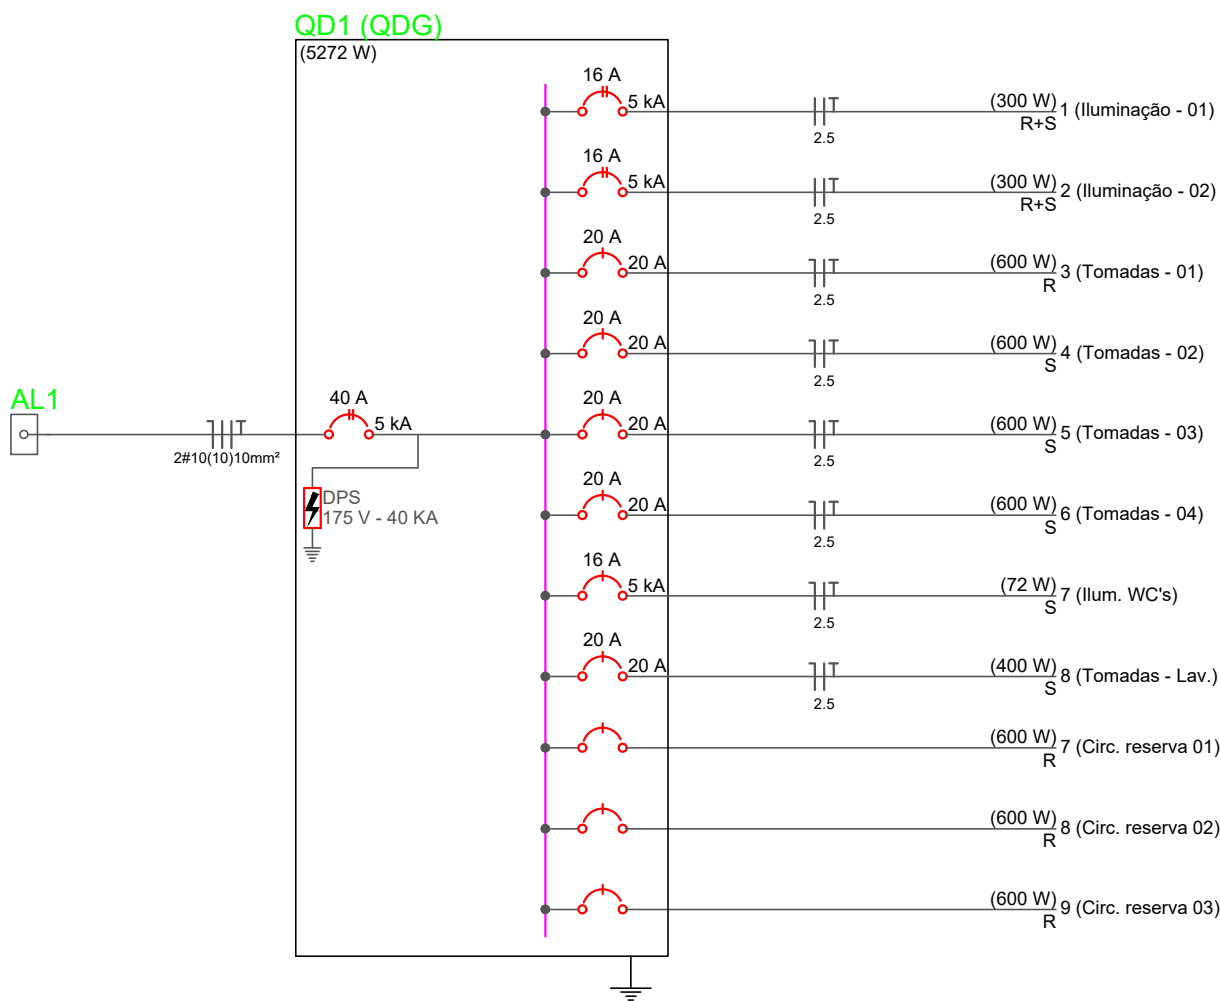 QD1 (QDG)
(5272 W)
16 A
5 kA
(300 W)
R+S
1 (Iluminação - 01)
2.5
16 A
5 kA
(300 W)
R+S
2 (Iluminação - 02)
2.5
20 A
20 A
(600 W)
R
3 (Tomadas - 01)
2.5
20 A
20 A
(600 W)
S
4 (Tomadas - 02)
2.5
AL1
2#10(10)10mm²
40 A
5 kA
DPS
175 V - 40 KA
20 A
20 A
(600 W)
S
5 (Tomadas - 03)
2.5
20 A
20 A
(600 W)
S
6 (Tomadas - 04)
2.5
16 A
5 kA
(72 W)
S
7 (Ilum. WC's)
2.5
20 A
20 A
(400 W)
S
8 (Tomadas - Lav.)
2.5
(600 W)
R
7 (Circ. reserva 01)
(600 W)
R
8 (Circ. reserva 02)
(600 W)
R
9 (Circ. reserva 03)